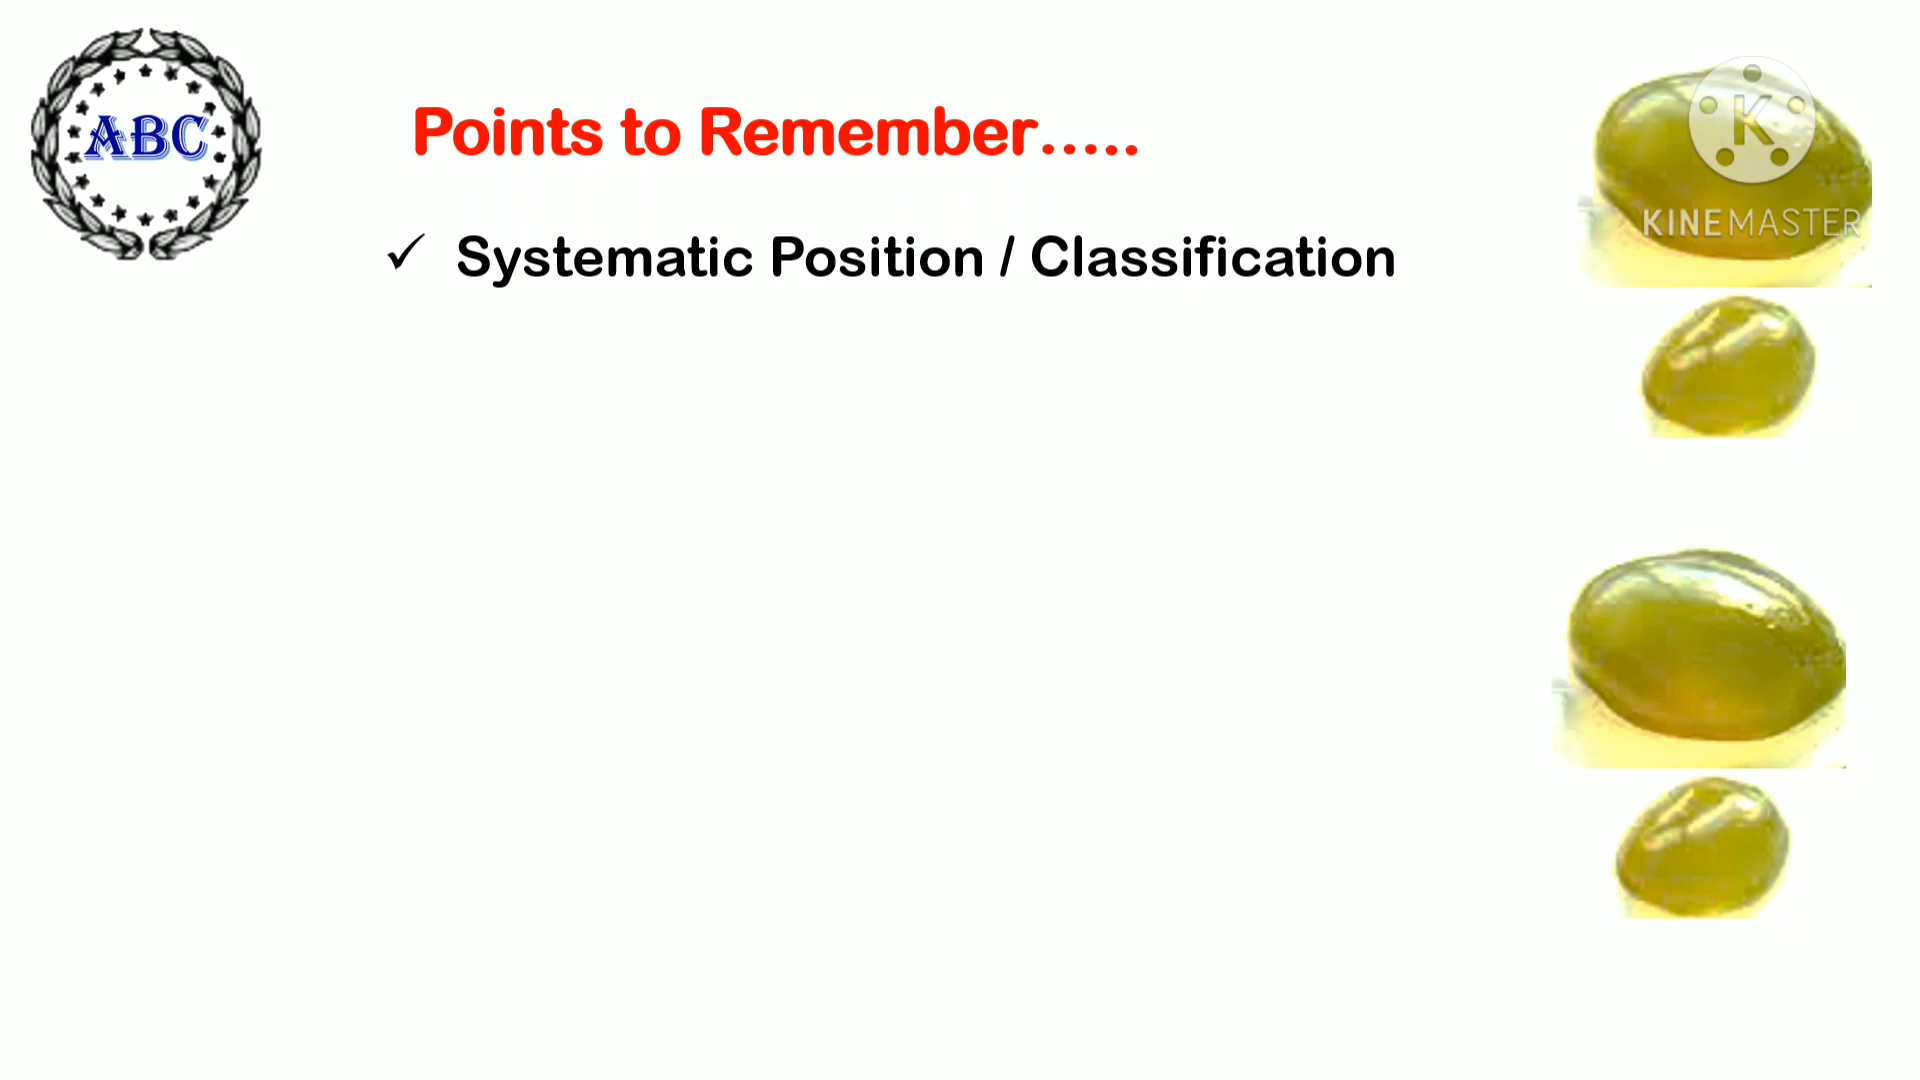 ABC
Points to Remember.....
✓ Systematic Position / Classification
K
KINEMASTER